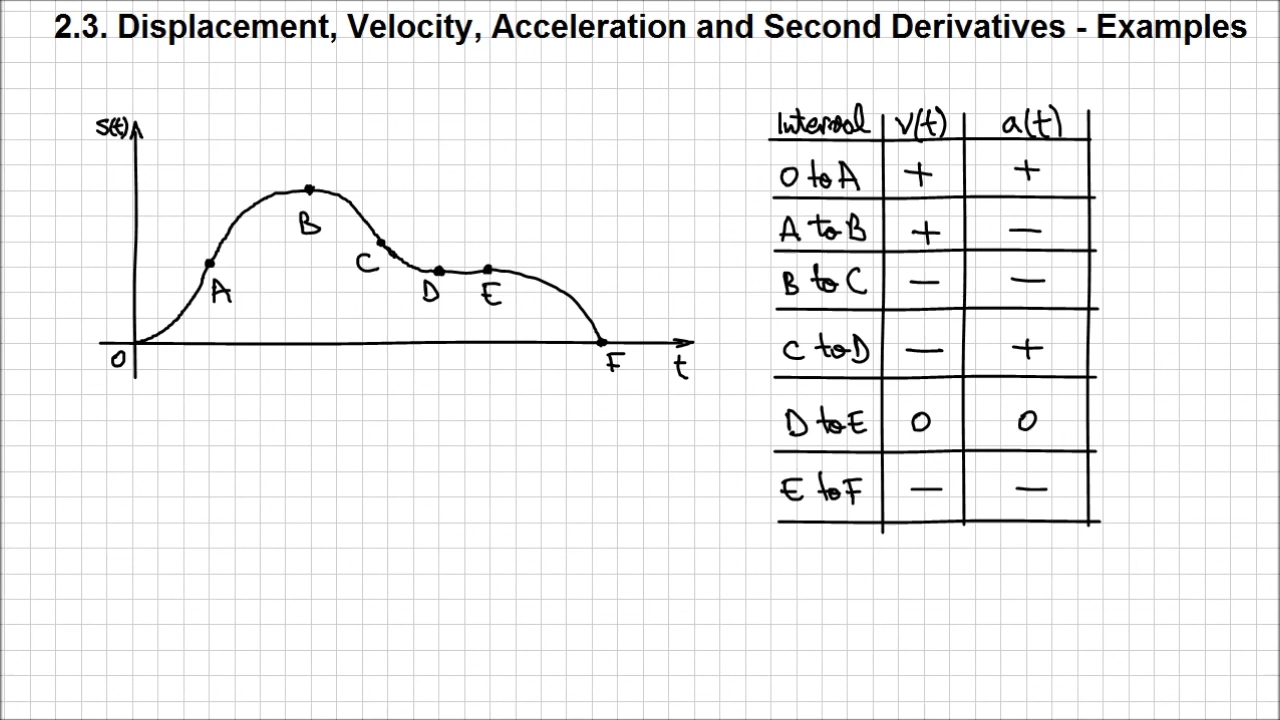 2.3. Displacement, Velocity, Acceleration and Second Derivatives - Examples
S(t)
B
C
A
D
E
O
F
t
Interval v(t) a(t)
O to A + +
A to B + −
B to C − −
C to D − +
D to E 0 0
E to F − −